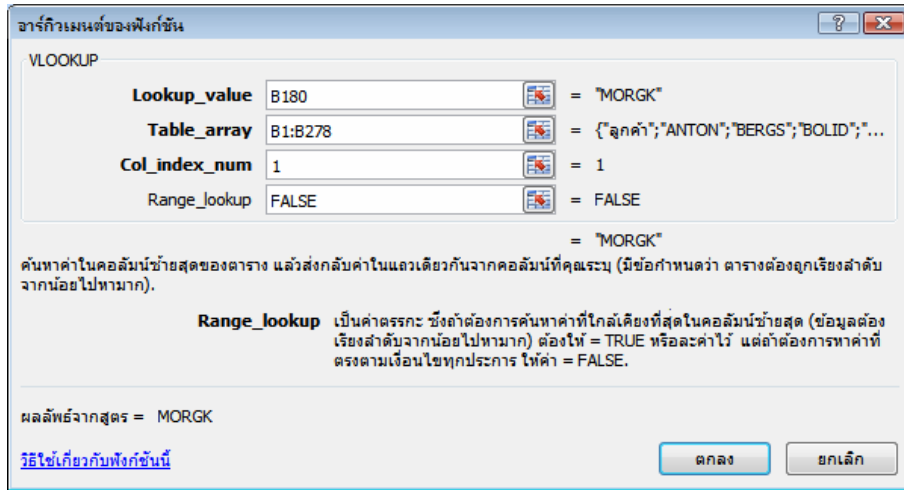 อาร์กิวเมนต์ของฟังก์ชัน
VLOOKUP
Lookup_value B180 = "MORGK"
Table_array B1:B278 = {"ลูกค้า";"ANTON";"BERGS";"BOLID";"...
Col_index_num 1 = 1
Range_lookup FALSE = FALSE
= "MORGK"
ค้นหาค่าในคอลัมน์ซ้ายสุดของตาราง แล้วส่งกลับค่าในแถวเดียวกันจากคอลัมน์ที่คุณระบุ (มีข้อกำหนดว่า ตารางต้องถูกเรียงลำดับ
จากน้อยไปหามาก).
Range_lookup เป็นค่าตรรกะ ซึ่งถ้าต้องการค้นหาค่าที่ใกล้เคียงที่สุดในคอลัมน์ซ้ายสุด (ข้อมูลต้อง
เรียงลำดับจากน้อยไปหามาก) ต้องให้ = TRUE หรือละค่าไว้ แต่ถ้าต้องการหาค่าที่
ตรงตามเงื่อนไขทุกประการ ให้ค่า = FALSE.
ผลลัพธ์จากสูตร = MORGK
วิธีใช้เกี่ยวกับฟังก์ชันนี้
ตกลง
ยกเลิก